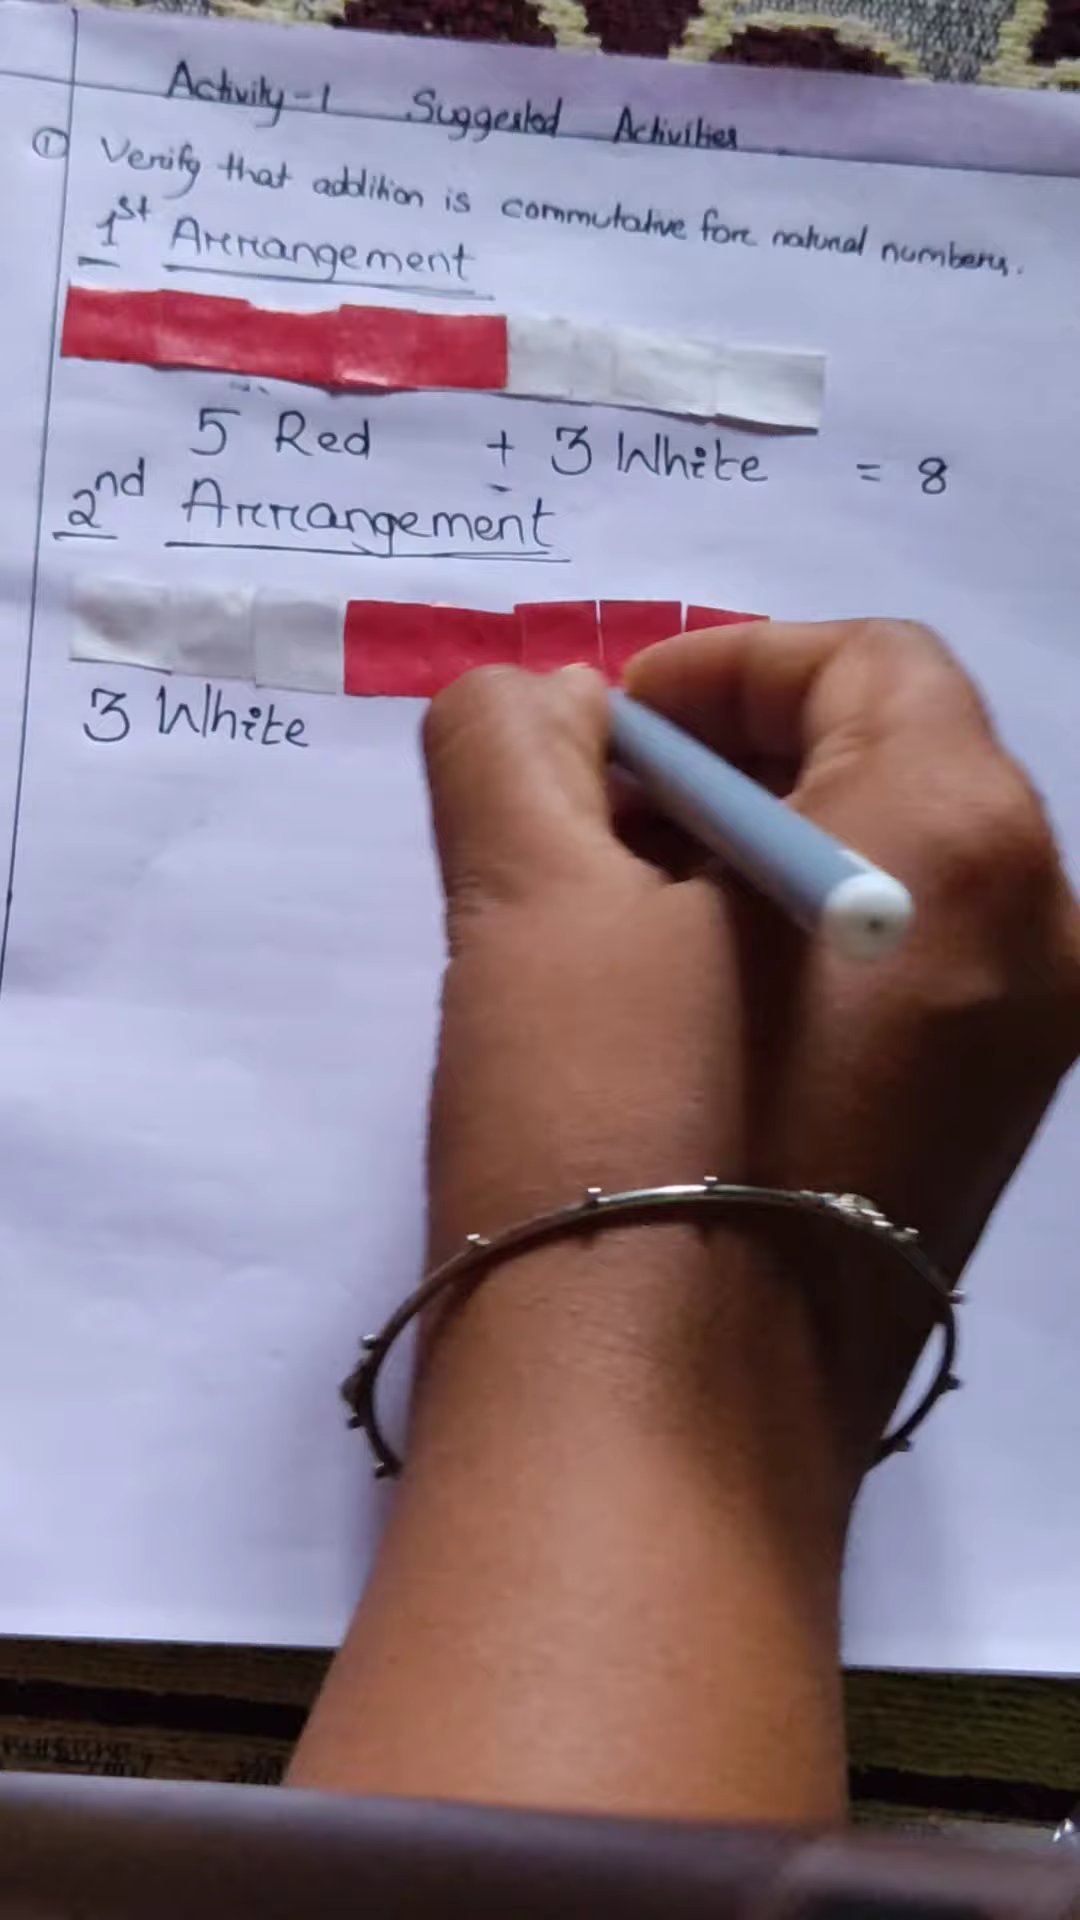 Activity-1 Suggested Activities
① Verify that addition is commutative for natural numbers.
1st Arrangement
5 Red + 3 White = 8
2nd Arrangement
3 White